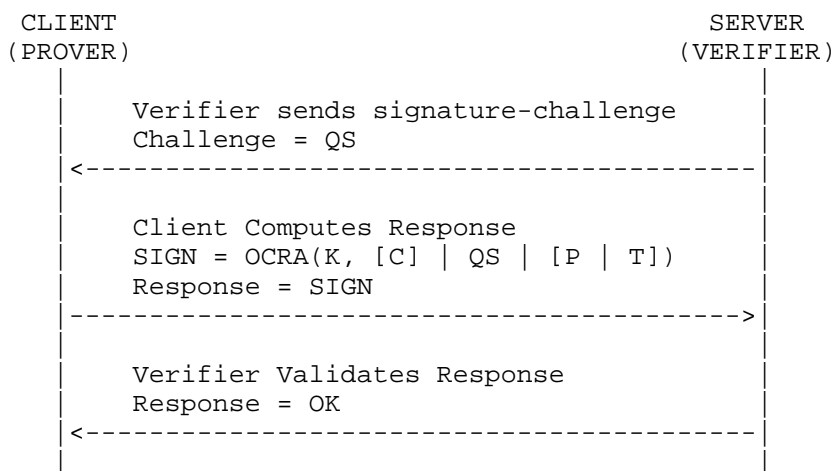 CLIENT SERVER
(PROVER) (VERIFIER)
Verifier sends signature-challenge
Challenge = QS
Client Computes Response
SIGN = OCRA(K, [C] | QS | [P | T])
Response = SIGN
Verifier Validates Response
Response = OK